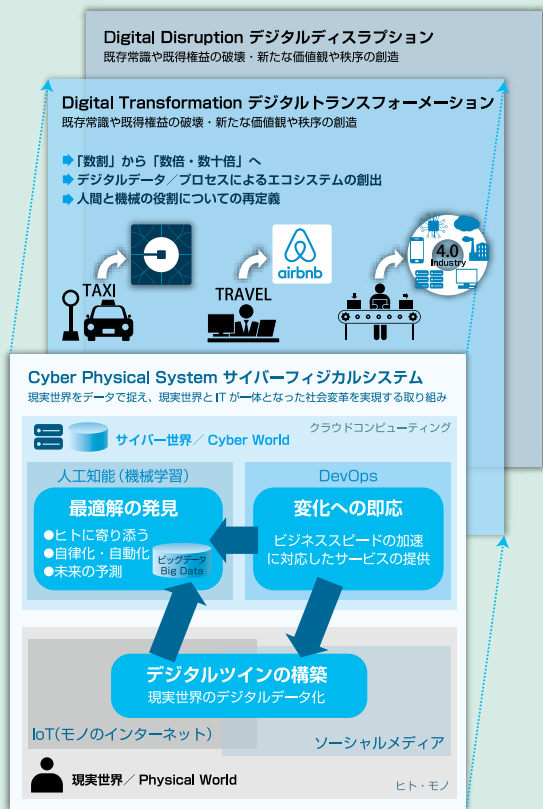 Digital Disruption デジタルディスラプション
既存常識や既得権益の破壊・新たな価値観や秩序の創造
Digital Transformation デジタルトランスフォーメーション
既存常識や既得権益の破壊・新たな価値観や秩序の創造
「数割」から「数倍・数十倍」へ
デジタルデータ／プロセスによるエコシステムの創出
人間と機械の役割についての再定義
TAXI
airbnb
TRAVEL
4.0
Industry
Cyber Physical System サイバーフィジカルシステム
現実世界をデータで捉え、現実世界とITが一体となった社会変革を実現する取り組み
サイバー世界／Cyber World
クラウドコンピューティング
人工知能(機械学習)
最適解の発見
●ヒトに寄り添う
●自律化・自動化
●未来の予測
ビッグデータ
Big Data
DevOps
変化への即応
ビジネススピードの加速
に対応したサービスの提供
デジタルツインの構築
現実世界のデジタルデータ化
IoT(モノのインターネット)
ソーシャルメディア
現実世界／Physical World
ヒト・モノ